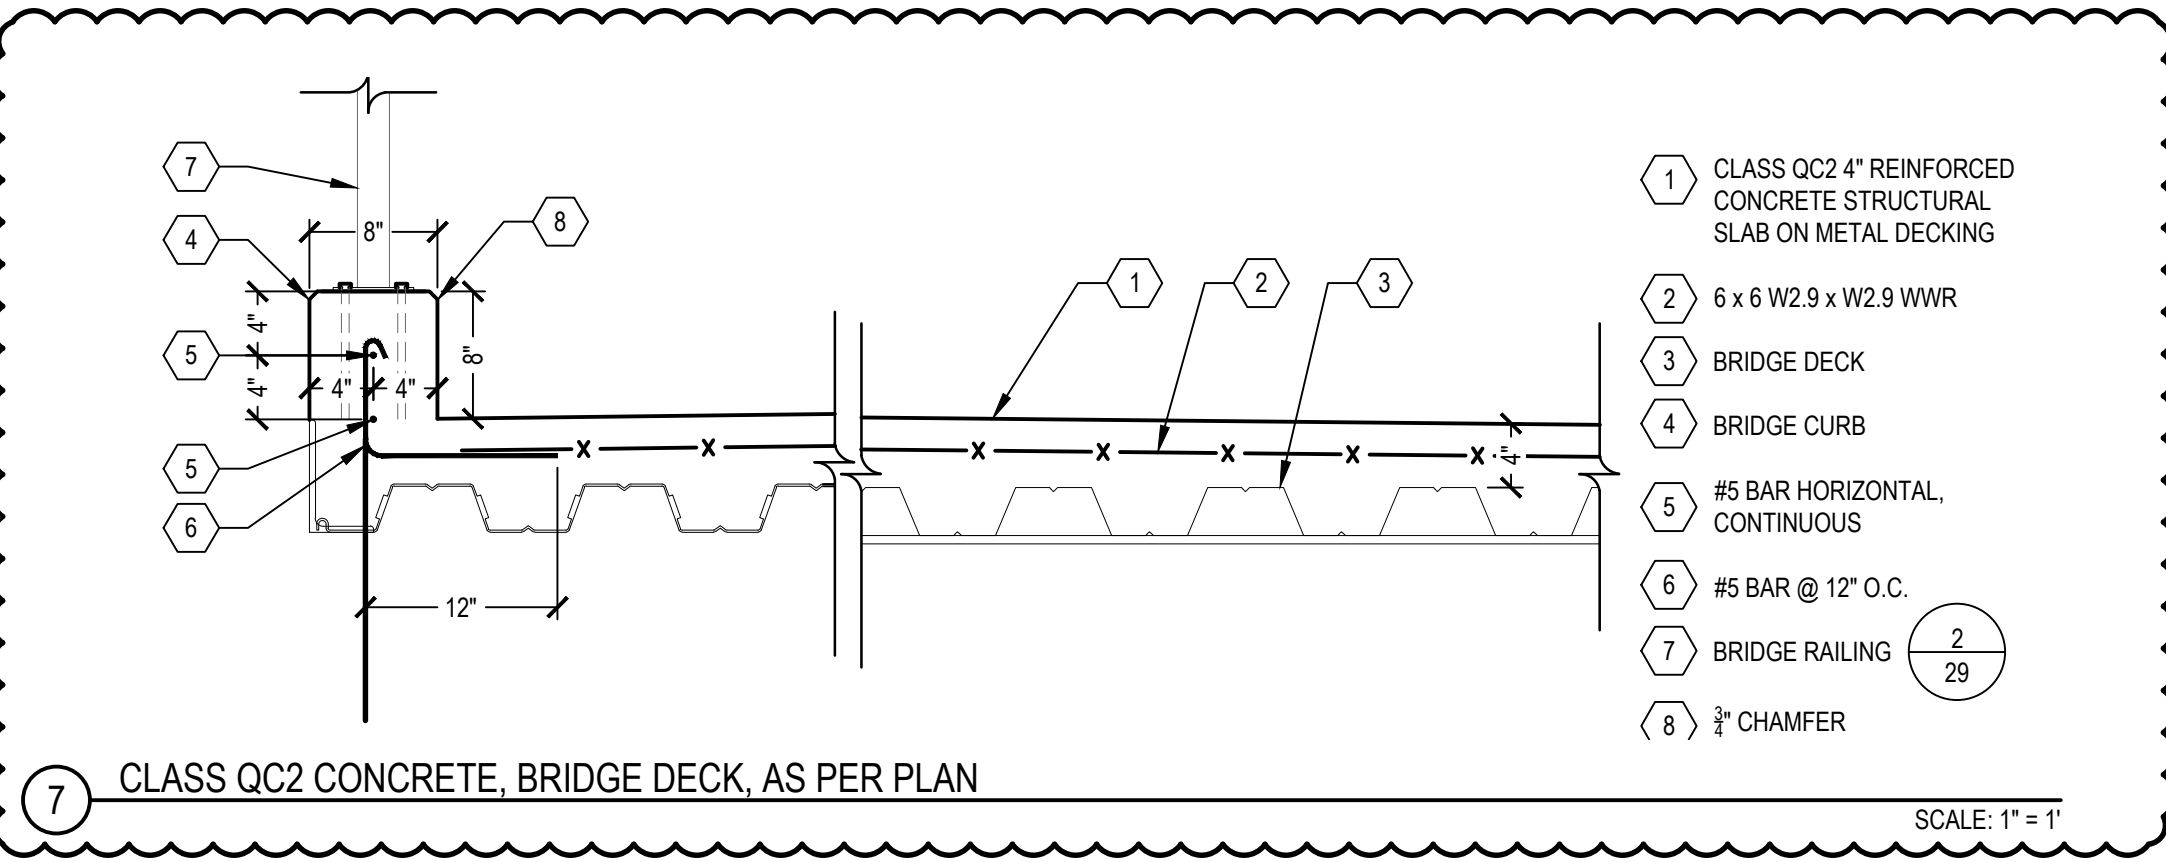 7
4
8"
8
4"
8"
5
4"
4"
4"
5
6
12"
1
2
3
4"
1 CLASS QC2 4" REINFORCED
CONCRETE STRUCTURAL
SLAB ON METAL DECKING
2 6 x 6 W2.9 x W2.9 WWR
3 BRIDGE DECK
4 BRIDGE CURB
5 #5 BAR HORIZONTAL,
CONTINUOUS
6 #5 BAR @ 12" O.C.
7 BRIDGE RAILING
2
29
8 3/4" CHAMFER
7 CLASS QC2 CONCRETE, BRIDGE DECK, AS PER PLAN
SCALE: 1" = 1'